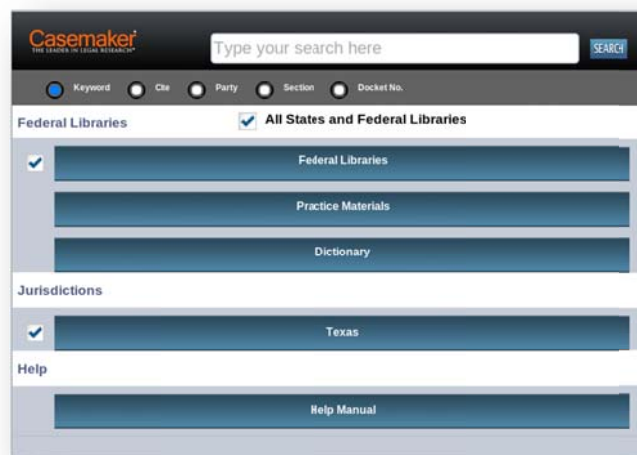 Casemaker
THE LEADER IN LEGAL RESEARCH
Type your search here
SEARCH
Keyword Cite Party Section Docket No.
Federal Libraries All States and Federal Libraries
Federal Libraries
Practice Materials
Dictionary
Jurisdictions
Texas
Help
Help Manual